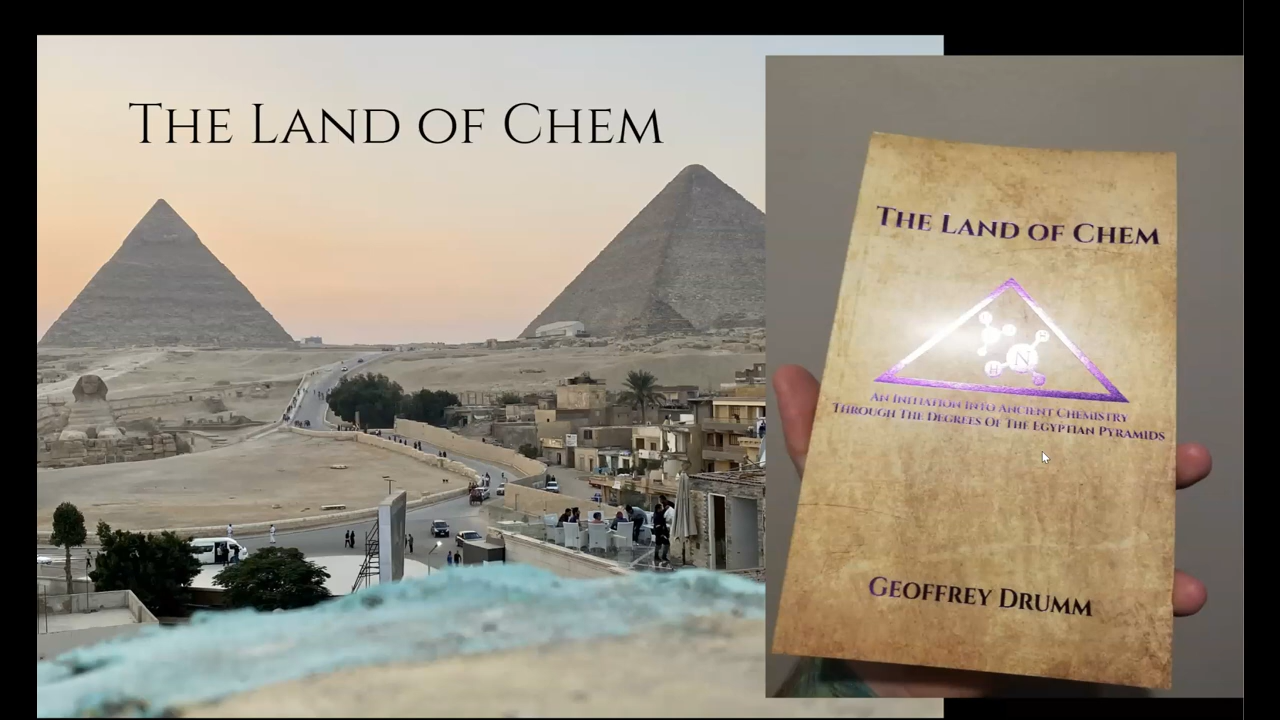 The Land of Chem
The Land of Chem
N
H
An Initiation Into Ancient Chemistry
Through The Degrees Of The Egyptian Pyramids
Geoffrey Drumm